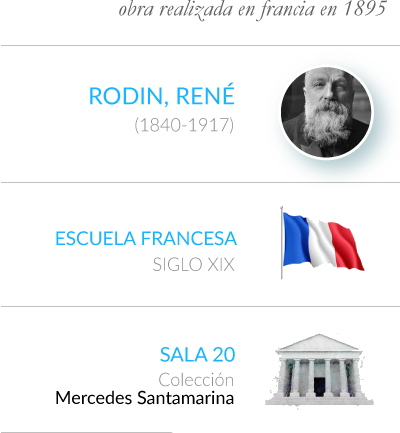 obra realizada en francia en 1895
RODIN, RENÉ
(1840-1917)
ESCUELA FRANCESA
SIGLO XIX
SALA 20
Colección
Mercedes Santamarina